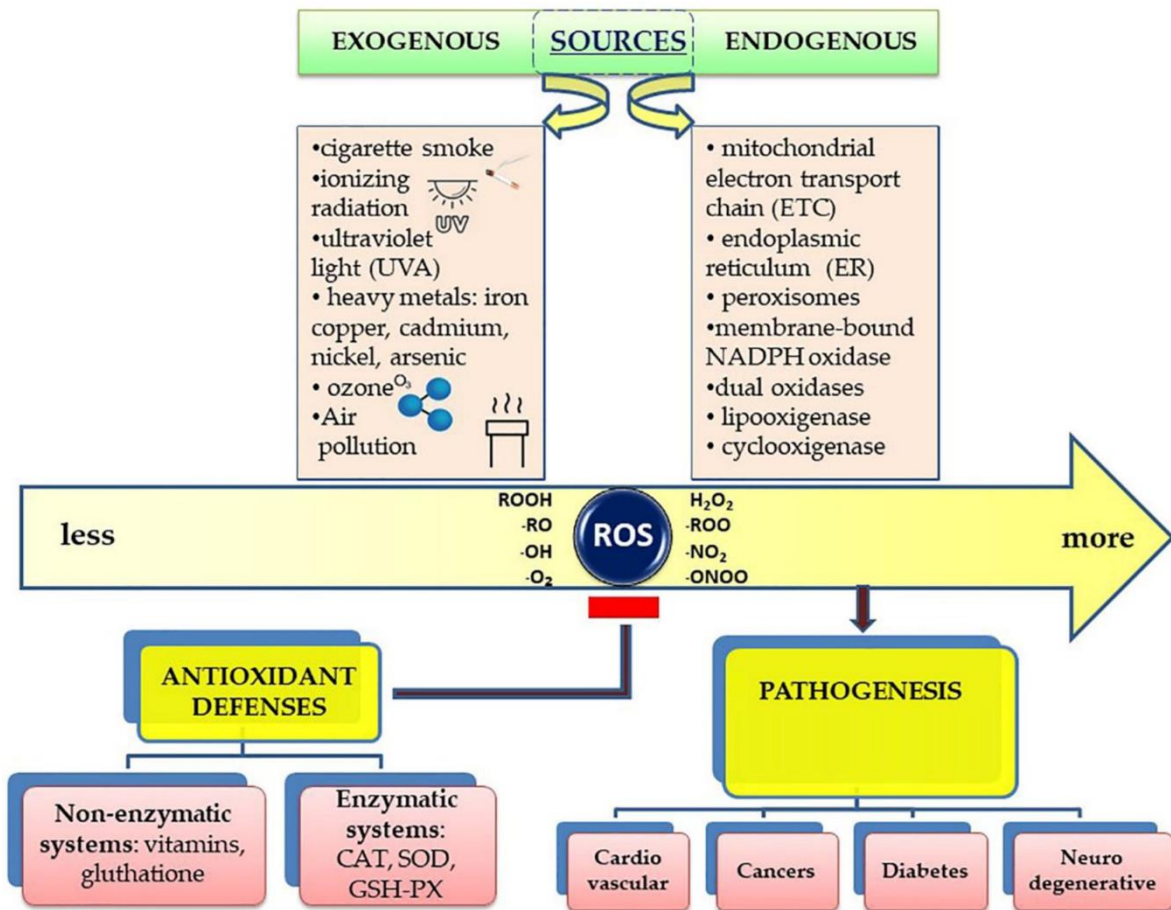 EXOGENOUS SOURCES ENDOGENOUS
•cigarette smoke
•ionizing
radiation
UV
•ultraviolet
light (UVA)
• heavy metals: iron
copper, cadmium,
nickel, arsenic
• ozone O₃
•Air
pollution
• mitochondrial
electron transport
chain (ETC)
• endoplasmic
reticulum (ER)
• peroxisomes
•membrane-bound
NADPH oxidase
•dual oxidases
• lipooxigenase
• cyclooxigenase
less
ROOH
-RO
-OH
-O₂
ROS
H₂O₂
-ROO
-NO₂
-ONOO
more
ANTIOXIDANT
DEFENSES
Non-enzymatic
systems: vitamins,
gluthatione
Enzymatic
systems:
CAT, SOD,
GSH-PX
PATHOGENESIS
Cardio
vascular
Cancers
Diabetes
Neuro
degenerative